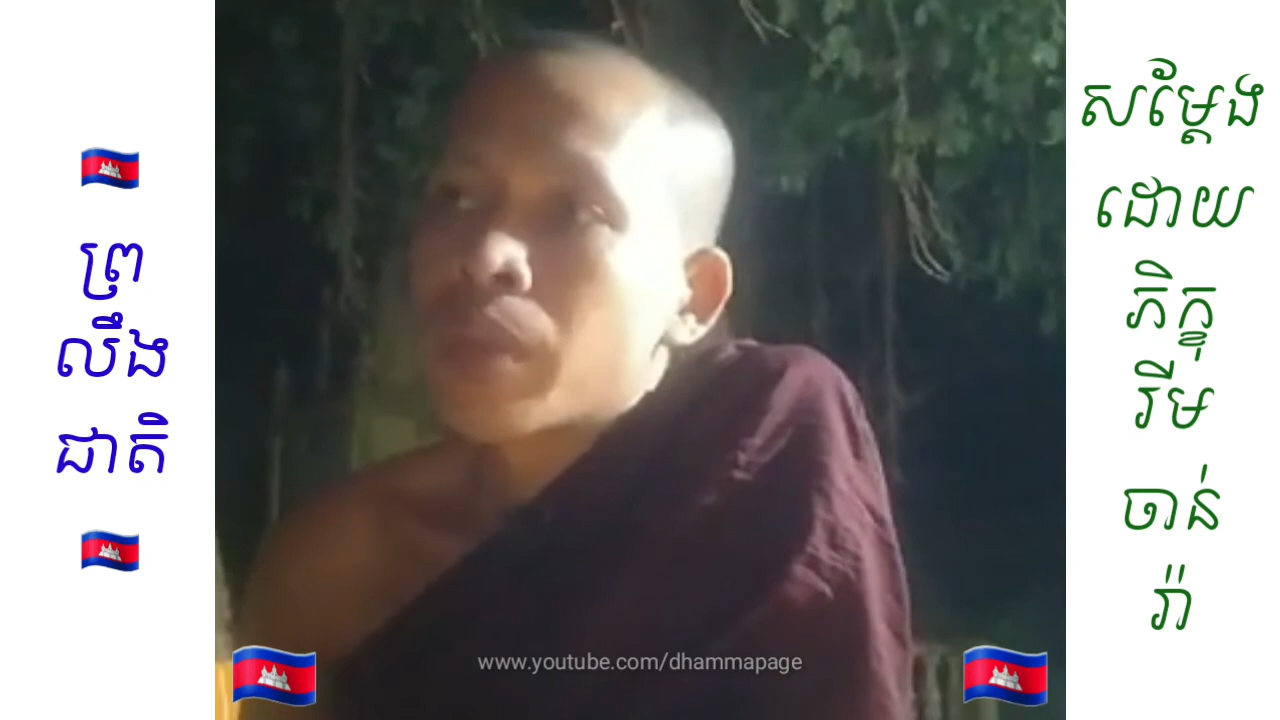 ព្រ
លឹង
ជាតិ
សម្ដែង
ដោយ
ភិក្ខុ
រីម
ចាន់
រ៉ា
www.youtube.com/dhammapage